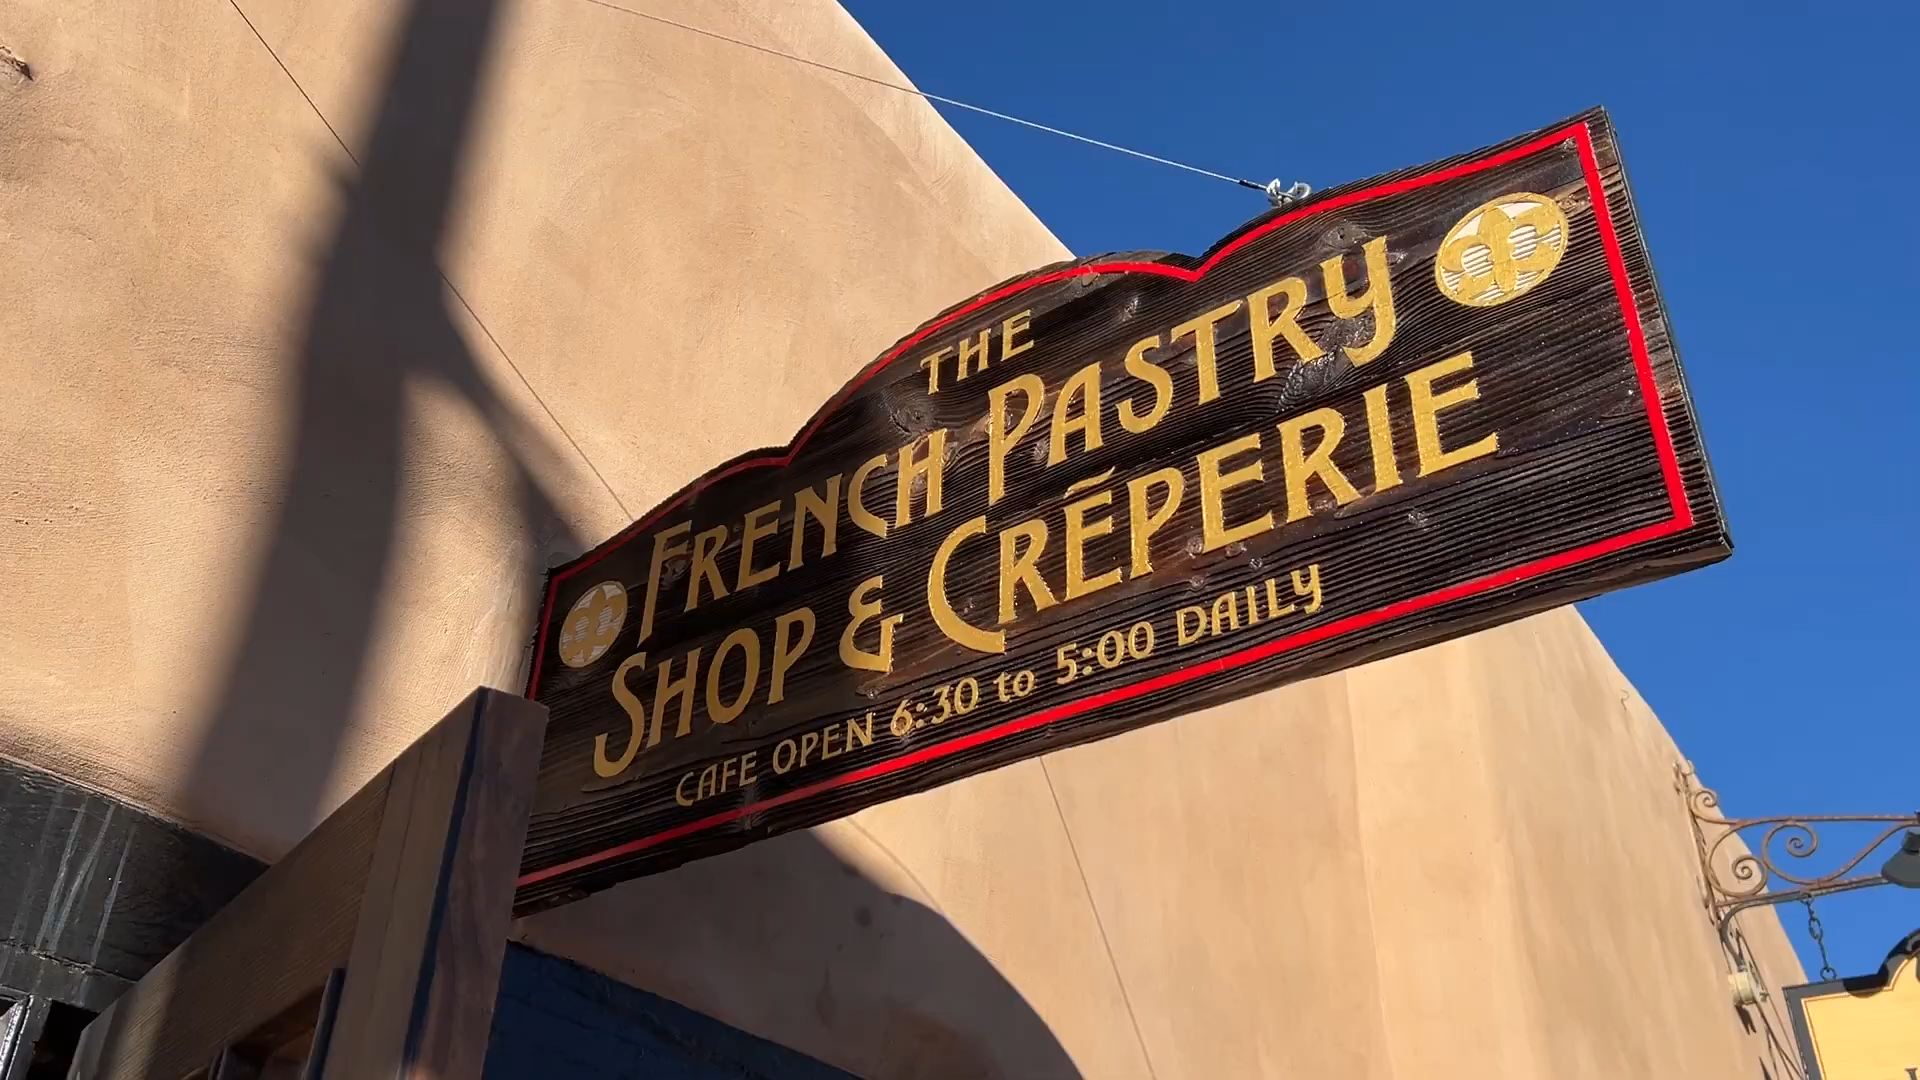 THE
FRENCH PASTRY
SHOP & CRÊPERIE
CAFE OPEN 6:30 to 5:00 DAILY